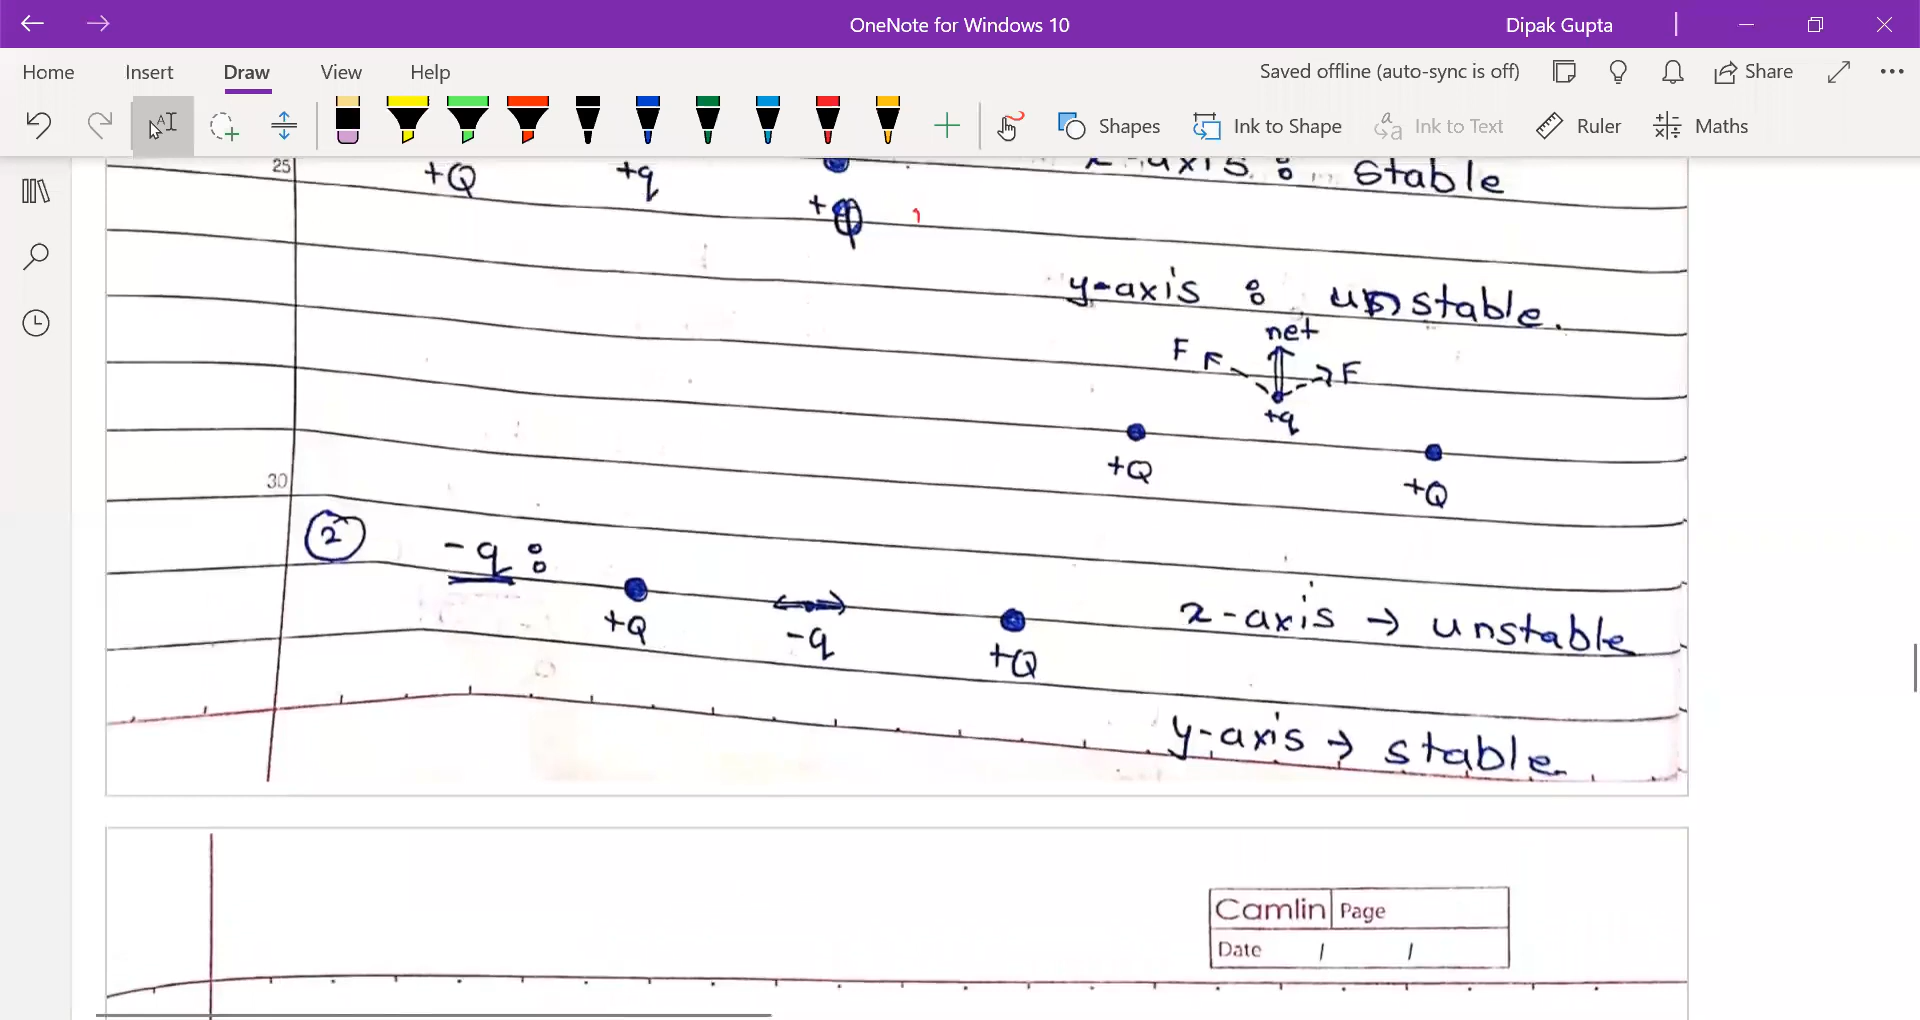 OneNote for Windows 10
Dipak Gupta
Home Insert Draw View Help
Saved offline (auto-sync is off)
Share
Shapes
Ink to Shape
Ink to Text
Ruler
Maths
25
+Q +q +Q
x-axis : stable
y-axis : unstable.
net
F F
+q
+Q +Q
30
2 -q :
+Q -q +Q
x-axis → unstable
y-axis → stable
Camlin Page
Date / /